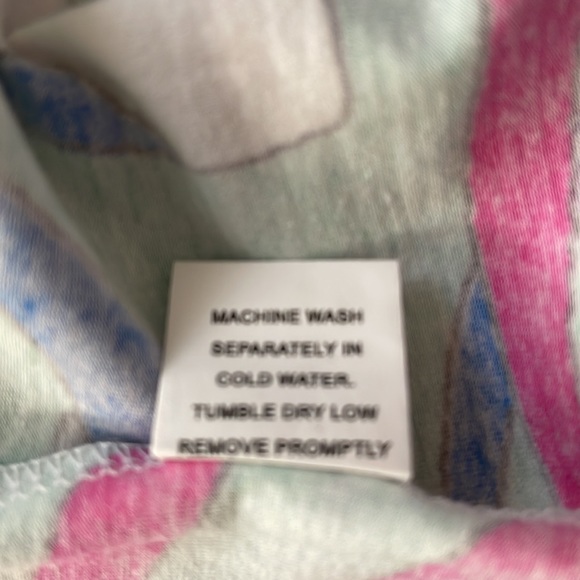 MACHINE WASH
SEPARATELY IN
COLD WATER.
TUMBLE DRY LOW
REMOVE PROMPTLY